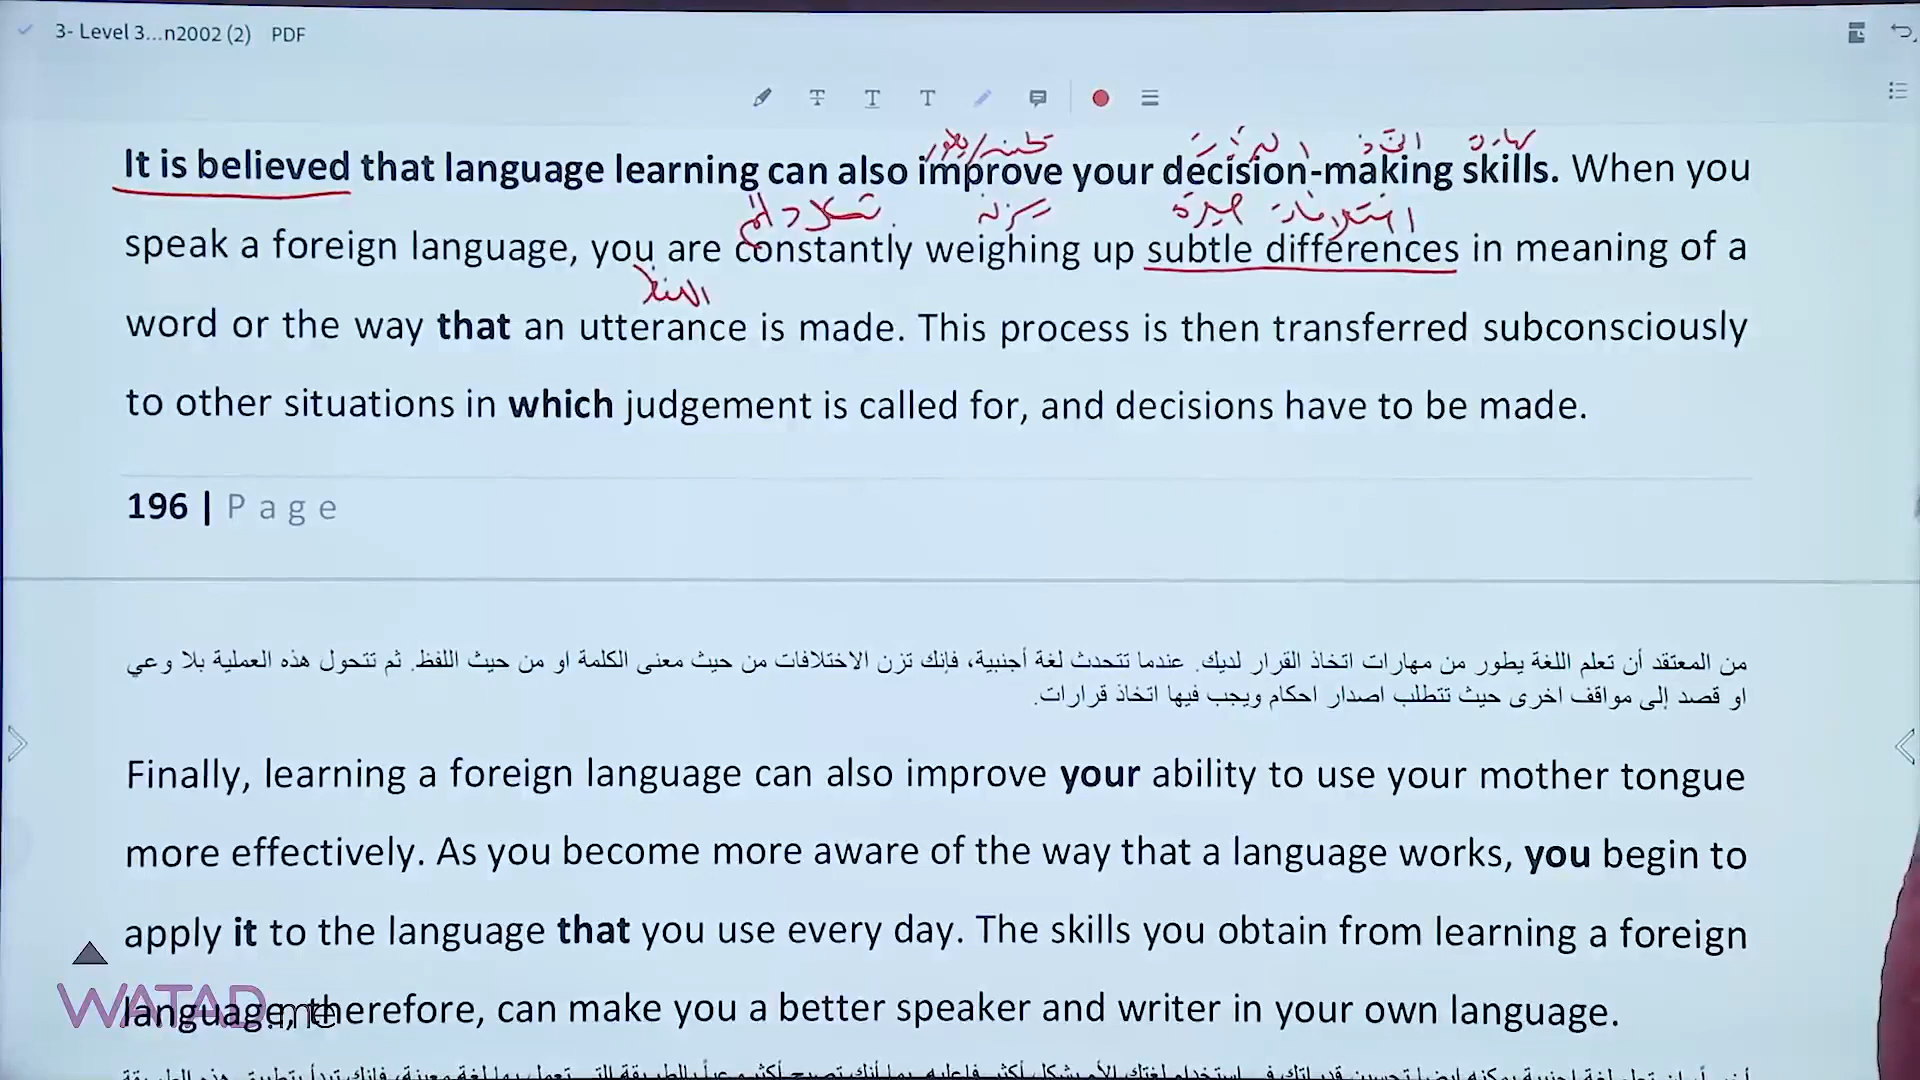 3- Level 3...n2002 (2) PDF
مهارة اتخاذ القرارات
It is believed that language learning can also improve your decision-making skills. When you
اختلافات
speak a foreign language, you are constantly weighing up subtle differences in meaning of a
اللفظ
word or the way that an utterance is made. This process is then transferred subconsciously
to other situations in which judgement is called for, and decisions have to be made.
196 | Page
من المعتقد أن تعلم اللغة يطور من مهارات اتخاذ القرار لديك. عندما تتحدث لغة أجنبية، فإنك تزن الاختلافات من حيث معنى الكلمة او من حيث اللفظ. ثم تتحول هذه العملية بلا وعي
او قصد إلى مواقف اخرى حيث تتطلب اصدار احكام ويجب فيها اتخاذ قرارات.
Finally, learning a foreign language can also improve your ability to use your mother tongue
more effectively. As you become more aware of the way that a language works, you begin to
apply it to the language that you use every day. The skills you obtain from learning a foreign
language, therefore, can make you a better speaker and writer in your own language.
WATAD.me